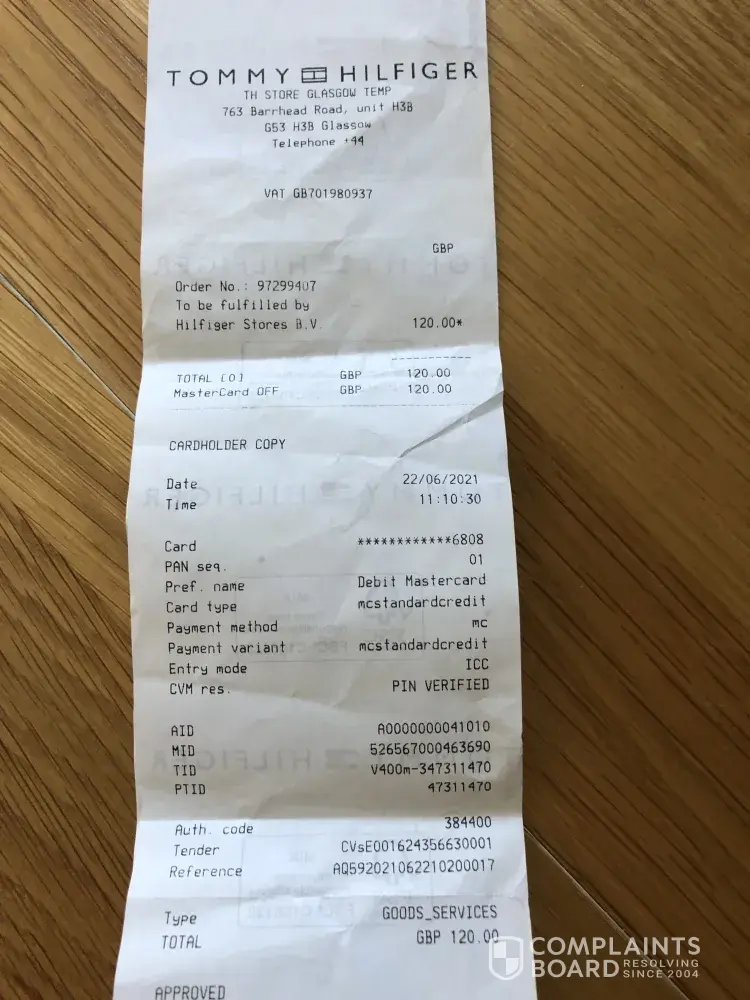 TOMMY HILFIGER
TH STORE GLASGOW TEMP
763 Barrhead Road, unit H3B
G53 H3B Glasgow
Telephone +44
VAT GB701980937
GBP
Order No.: 97299407
To be fulfilled by
Hilfiger Stores B.V. 120.00*
TOTAL [0] GBP 120.00
MasterCard OFF GBP 120.00
CARDHOLDER COPY
Date 22/06/2021
Time 11:10:30
Card ************6808
PAN seq. 01
Pref. name Debit Mastercard
Card type mcstandardcredit
Payment method mc
Payment variant mcstandardcredit
Entry mode ICC
CVM res. PIN VERIFIED
AID A0000000041010
MID 526567000463690
TID V400m-347311470
PTID 47311470
Auth. code 384400
Tender CVsE001624356630001
Reference AQ592021062210200017
Type GOODS_SERVICES
TOTAL GBP 120.00
APPROVED
COMPLAINTS
BOARD RESOLVING
SINCE 2004